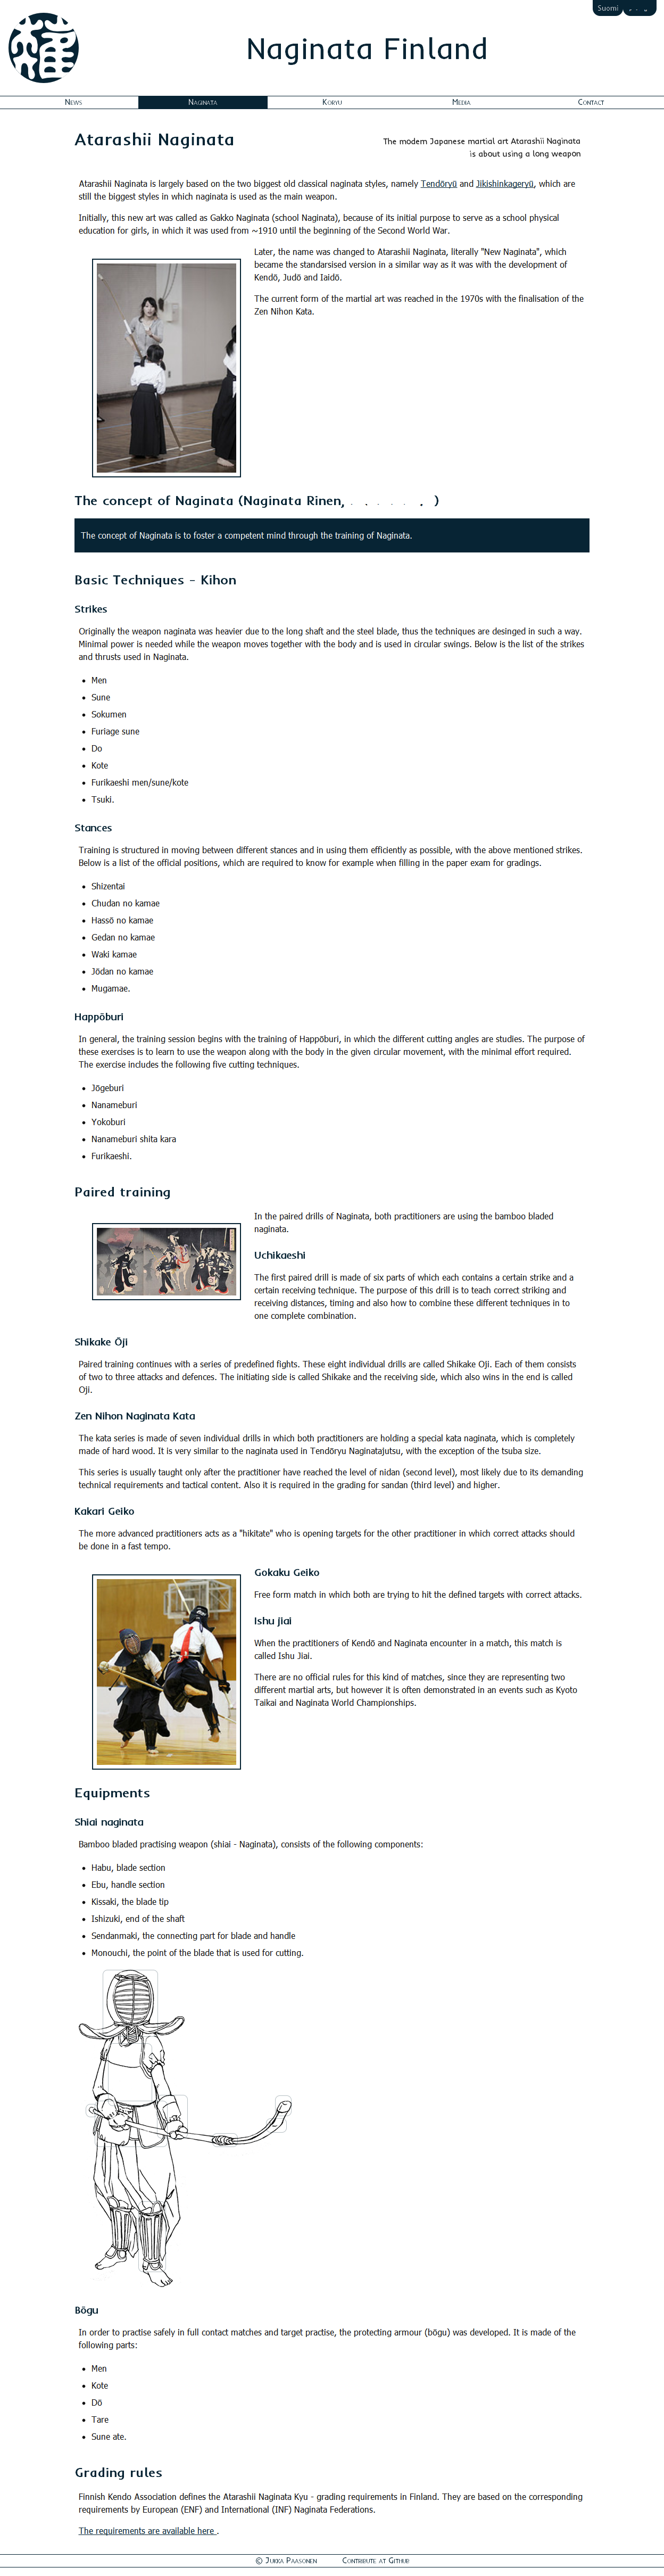 Suomi
Naginata Finland
News Naginata Koryu Media Contact
Atarashii Naginata
The modern Japanese martial art Atarashii Naginata
is about using a long weapon
Atarashii Naginata is largely based on the two biggest old classical naginata styles, namely Tendōryū and Jikishinkageryū, which are
still the biggest styles in which naginata is used as the main weapon.
Initially, this new art was called as Gakko Naginata (school Naginata), because of its initial purpose to serve as a school physical
education for girls, in which it was used from ~1910 until the beginning of the Second World War.
Later, the name was changed to Atarashii Naginata, literally "New Naginata", which
became the standarsised version in a similar way as it was with the development of
Kendō, Judō and Iaidō.
The current form of the martial art was reached in the 1970s with the finalisation of the
Zen Nihon Kata.
The concept of Naginata (Naginata Rinen, )
The concept of Naginata is to foster a competent mind through the training of Naginata.
Basic Techniques - Kihon
Strikes
Originally the weapon naginata was heavier due to the long shaft and the steel blade, thus the techniques are desinged in such a way.
Minimal power is needed while the weapon moves together with the body and is used in circular swings. Below is the list of the strikes
and thrusts used in Naginata.
Men
Sune
Sokumen
Furiage sune
Do
Kote
Furikaeshi men/sune/kote
Tsuki.
Stances
Training is structured in moving between different stances and in using them efficiently as possible, with the above mentioned strikes.
Below is a list of the official positions, which are required to know for example when filling in the paper exam for gradings.
Shizentai
Chudan no kamae
Hassō no kamae
Gedan no kamae
Waki kamae
Jōdan no kamae
Mugamae.
Happōburi
In general, the training session begins with the training of Happōburi, in which the different cutting angles are studies. The purpose of
these exercises is to learn to use the weapon along with the body in the given circular movement, with the minimal effort required.
The exercise includes the following five cutting techniques.
Jōgeburi
Nanameburi
Yokoburi
Nanameburi shita kara
Furikaeshi.
Paired training
In the paired drills of Naginata, both practitioners are using the bamboo bladed
naginata.
Uchikaeshi
The first paired drill is made of six parts of which each contains a certain strike and a
certain receiving technique. The purpose of this drill is to teach correct striking and
receiving distances, timing and also how to combine these different techniques in to
one complete combination.
Shikake Ōji
Paired training continues with a series of predefined fights. These eight individual drills are called Shikake Oji. Each of them consists
of two to three attacks and defences. The initiating side is called Shikake and the receiving side, which also wins in the end is called
Oji.
Zen Nihon Naginata Kata
The kata series is made of seven individual drills in which both practitioners are holding a special kata naginata, which is completely
made of hard wood. It is very similar to the naginata used in Tendōryu Naginatajutsu, with the exception of the tsuba size.
This series is usually taught only after the practitioner have reached the level of nidan (second level), most likely due to its demanding
technical requirements and tactical content. Also it is required in the grading for sandan (third level) and higher.
Kakari Geiko
The more advanced practitioners acts as a "hikitate" who is opening targets for the other practitioner in which correct attacks should
be done in a fast tempo.
Gokaku Geiko
Free form match in which both are trying to hit the defined targets with correct attacks.
Ishu jiai
When the practitioners of Kendō and Naginata encounter in a match, this match is
called Ishu Jiai.
There are no official rules for this kind of matches, since they are representing two
different martial arts, but however it is often demonstrated in an events such as Kyoto
Taikai and Naginata World Championships.
Equipments
Shiai naginata
Bamboo bladed practising weapon (shiai - Naginata), consists of the following components:
Habu, blade section
Ebu, handle section
Kissaki, the blade tip
Ishizuki, end of the shaft
Sendanmaki, the connecting part for blade and handle
Monouchi, the point of the blade that is used for cutting.
Bōgu
In order to practise safely in full contact matches and target practise, the protecting armour (bōgu) was developed. It is made of the
following parts:
Men
Kote
Dō
Tare
Sune ate.
Grading rules
Finnish Kendo Association defines the Atarashii Naginata Kyu - grading requirements in Finland. They are based on the corresponding
requirements by European (ENF) and International (INF) Naginata Federations.
The requirements are available here .
© Jukka Paasonen Contribute at Github